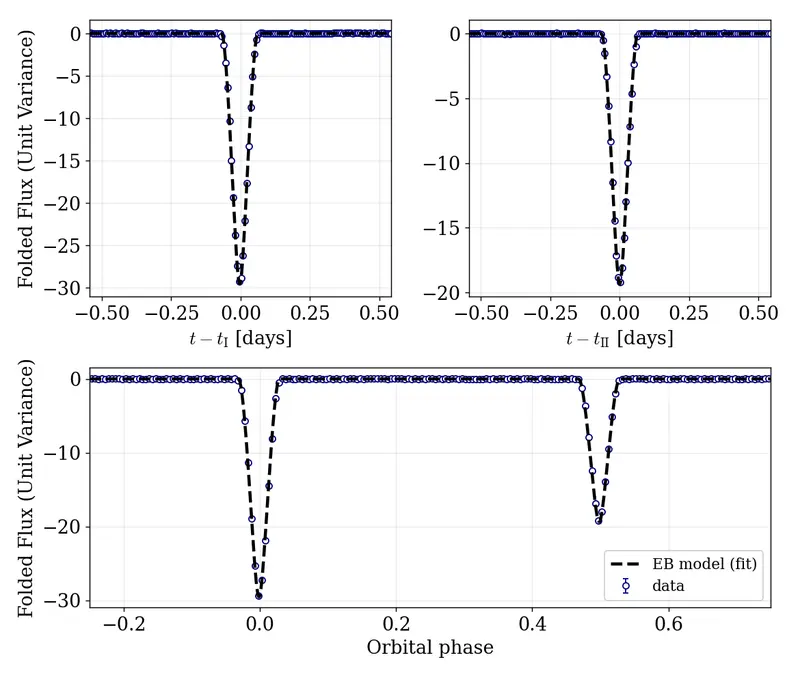 Folded Flux (Unit Variance)
0
−5
−10
−15
−20
−25
−30
−0.50 −0.25 0.00 0.25 0.50
t − tI [days]
0
−5
−10
−15
−20
−0.50 −0.25 0.00 0.25 0.50
t − tII [days]
Folded Flux (Unit Variance)
0
−10
−20
−30
−0.2 0.0 0.2 0.4 0.6
Orbital phase
EB model (fit)
data